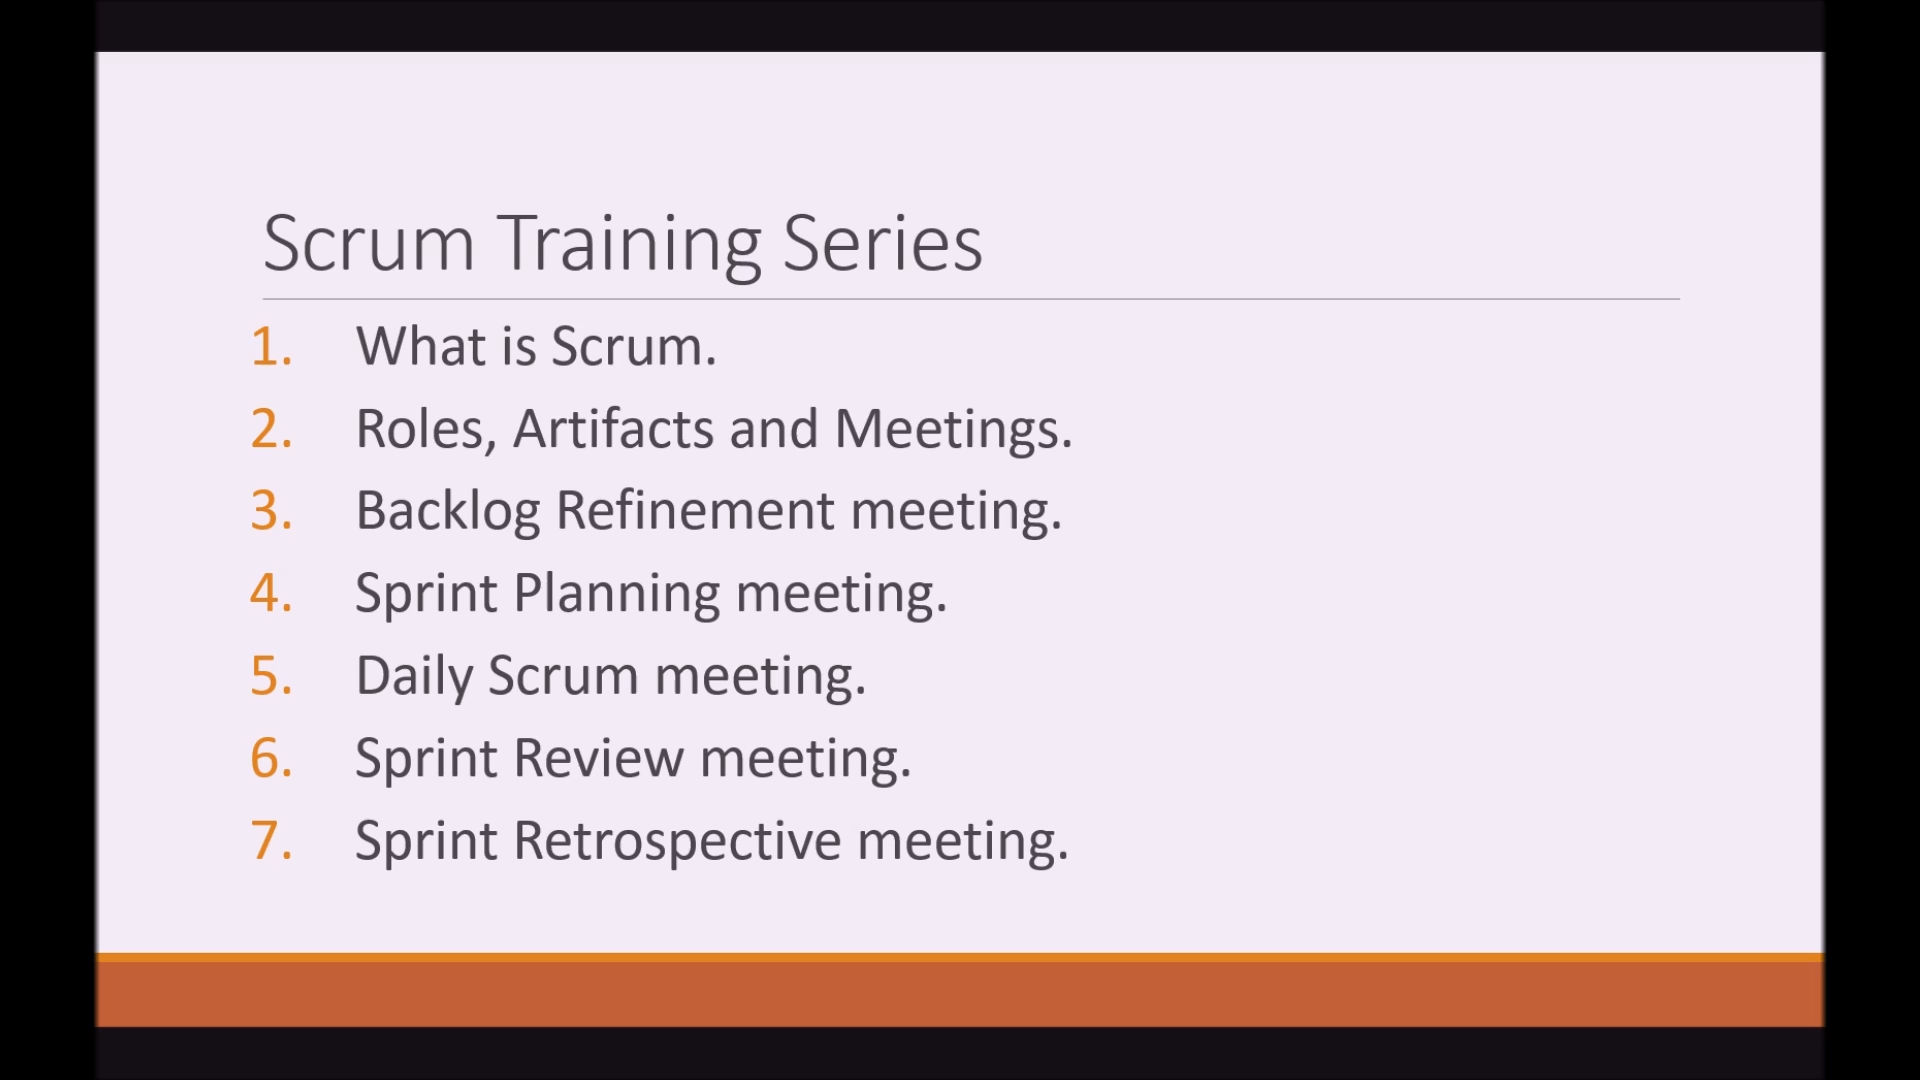 Scrum Training Series
1. What is Scrum.
2. Roles, Artifacts and Meetings.
3. Backlog Refinement meeting.
4. Sprint Planning meeting.
5. Daily Scrum meeting.
6. Sprint Review meeting.
7. Sprint Retrospective meeting.